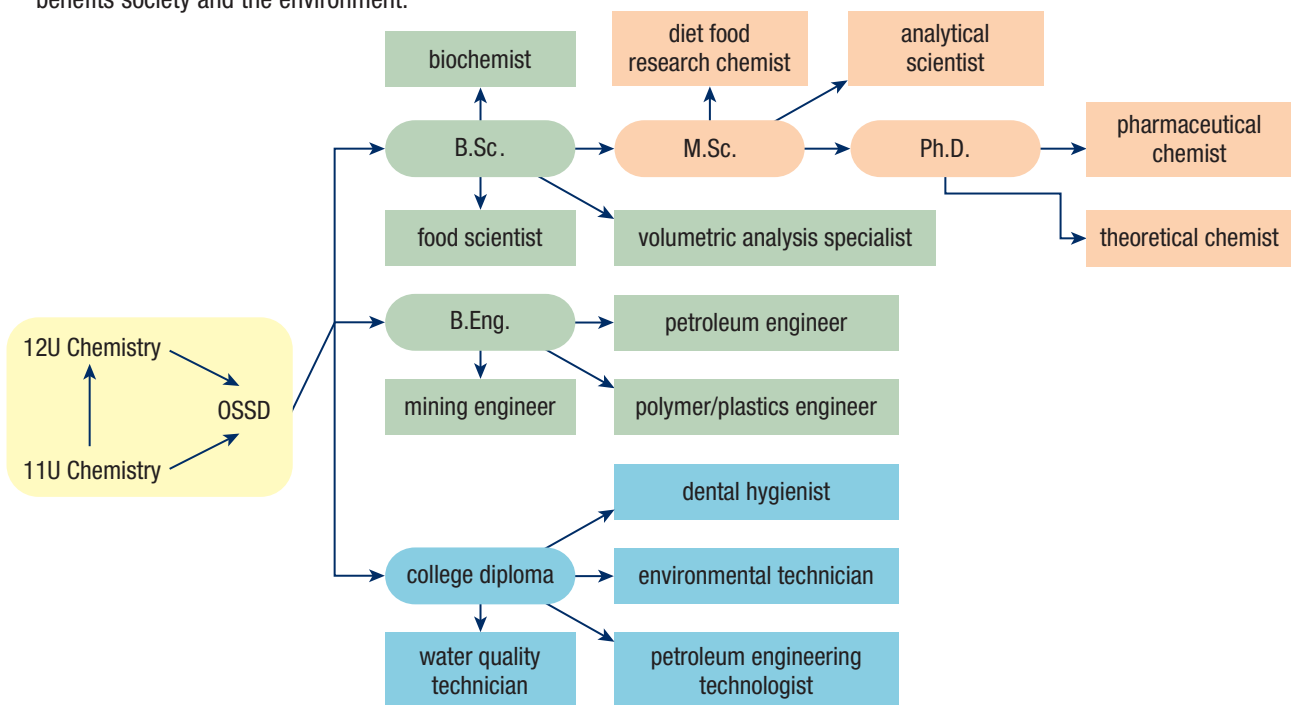 benefits society and the environment.
diet food
research chemist
analytical
scientist
biochemist
pharmaceutical
chemist
B.Sc.
M.Sc.
Ph.D.
food scientist
volumetric analysis specialist
theoretical chemist
B.Eng.
petroleum engineer
12U Chemistry
OSSD
11U Chemistry
mining engineer
polymer/plastics engineer
dental hygienist
college diploma
environmental technician
water quality
technician
petroleum engineering
technologist